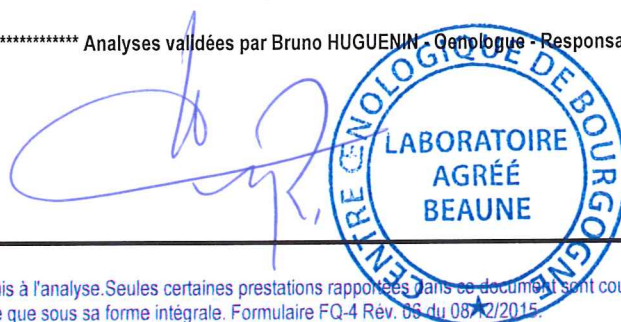 ************ Analyses validées par Bruno HUGUENIN - Oenologue - Responsa
CENTRE ŒNOLOGIQUE DE BOURGOGNE
LABORATOIRE
AGRÉÉ
BEAUNE
is à l'analyse.Seules certaines prestations rapportées dans ce document sont cou
e que sous sa forme intégrale. Formulaire FQ-4 Rév. 06 du 08/12/2015.